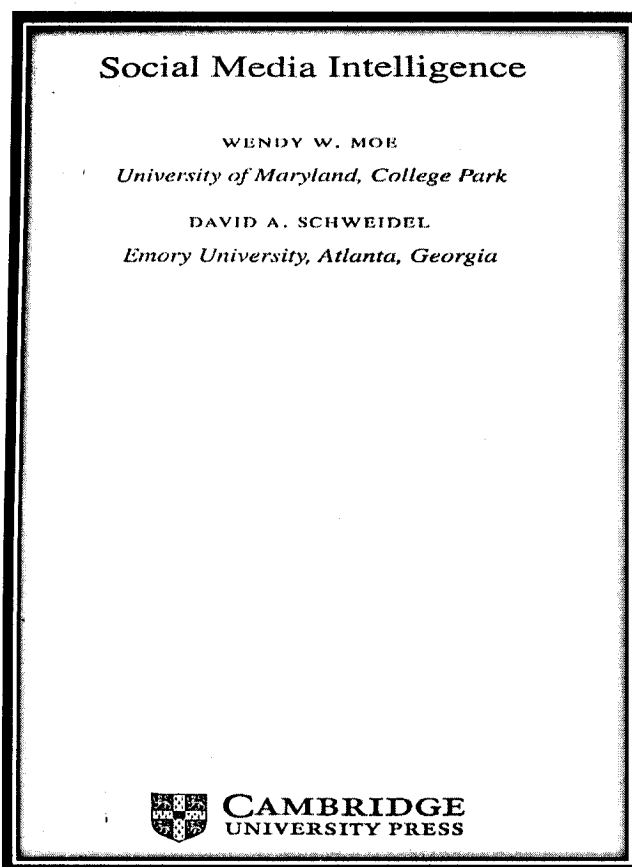 Social Media Intelligence
WENDY W. MOE
University of Maryland, College Park
DAVID A. SCHWEIDEL
Emory University, Atlanta, Georgia
CAMBRIDGE
UNIVERSITY PRESS